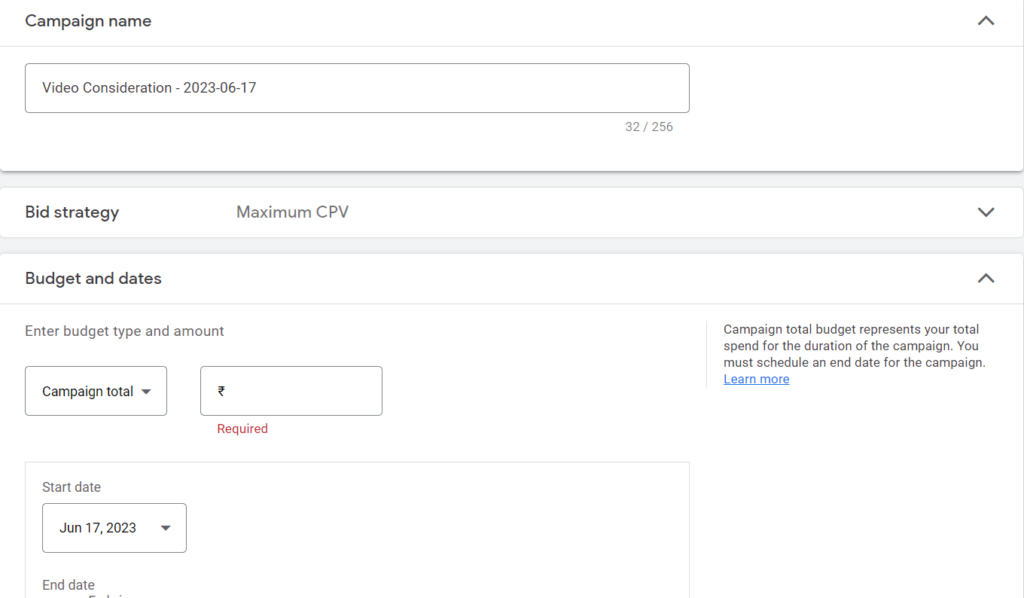 Campaign name
Video Consideration - 2023-06-17
32 / 256
Bid strategy
Maximum CPV
Budget and dates
Enter budget type and amount
Campaign total
₹
Required
Campaign total budget represents your total
spend for the duration of the campaign. You
must schedule an end date for the campaign.
Learn more
Start date
Jun 17, 2023
End date